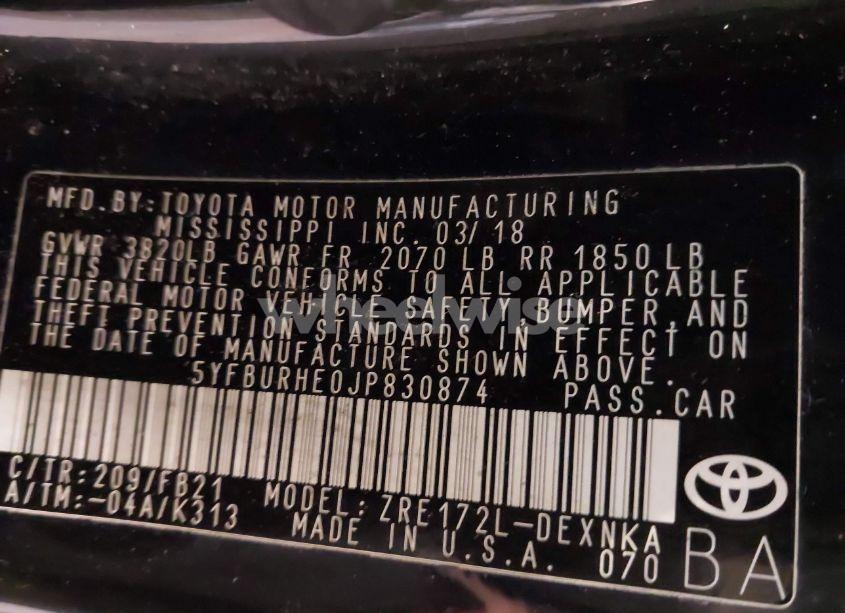 MFD.BY:TOYOTA MOTOR MANUFACTURING
MISSISSIPPI INC. 03/18
GVWR 3820LB GAWR FR 2070 LB RR 1850 LB
THIS VEHICLE CONFORMS TO ALL APPLICABLE
FEDERAL MOTOR VEHICLE SAFETY,BUMPER,AND
THEFT PREVENTION STANDARDS IN EFFECT ON
THE DATE OF MANUFACTURE SHOWN ABOVE.
5YFBURHE0JP830874 PASS.CAR
C/TR:209/FB21 MODEL:ZRE172L-DEXNKA
A/TM:-04A/K313 MADE IN U.S.A. 070 BA
wheelwise